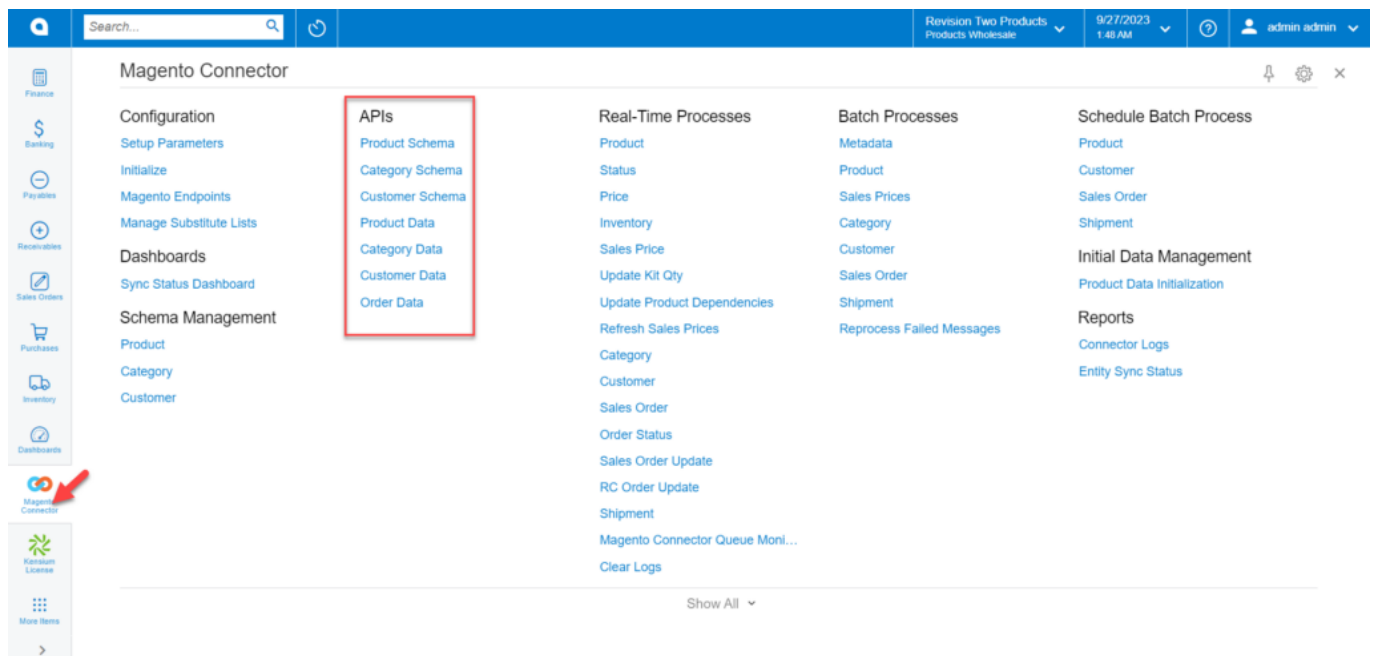 Search...
Revision Two Products
Products Wholesale
9/27/2023
1:48 AM
admin admin
Finance
Banking
Payables
Receivables
Sales Orders
Purchases
Inventory
Dashboards
Magento
Connector
Kensium
License
More Items
Magento Connector
Configuration
Setup Parameters
Initialize
Magento Endpoints
Manage Substitute Lists
Dashboards
Sync Status Dashboard
Schema Management
Product
Category
Customer
APIs
Product Schema
Category Schema
Customer Schema
Product Data
Category Data
Customer Data
Order Data
Real-Time Processes
Product
Status
Price
Inventory
Sales Price
Update Kit Qty
Update Product Dependencies
Refresh Sales Prices
Category
Customer
Sales Order
Order Status
Sales Order Update
RC Order Update
Shipment
Magento Connector Queue Moni...
Clear Logs
Batch Processes
Metadata
Product
Sales Prices
Category
Customer
Sales Order
Shipment
Reprocess Failed Messages
Schedule Batch Process
Product
Customer
Sales Order
Shipment
Initial Data Management
Product Data Initialization
Reports
Connector Logs
Entity Sync Status
Show All